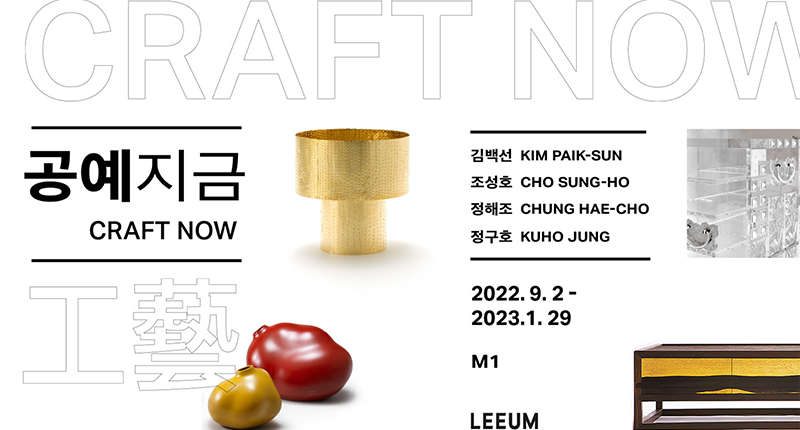 CRAFT NOW
공예지금
CRAFT NOW
工藝
김백선 KIM PAIK-SUN
조성호 CHO SUNG-HO
정해조 CHUNG HAE-CHO
정구호 KUHO JUNG
2022. 9. 2 -
2023.1. 29
M1
LEEUM